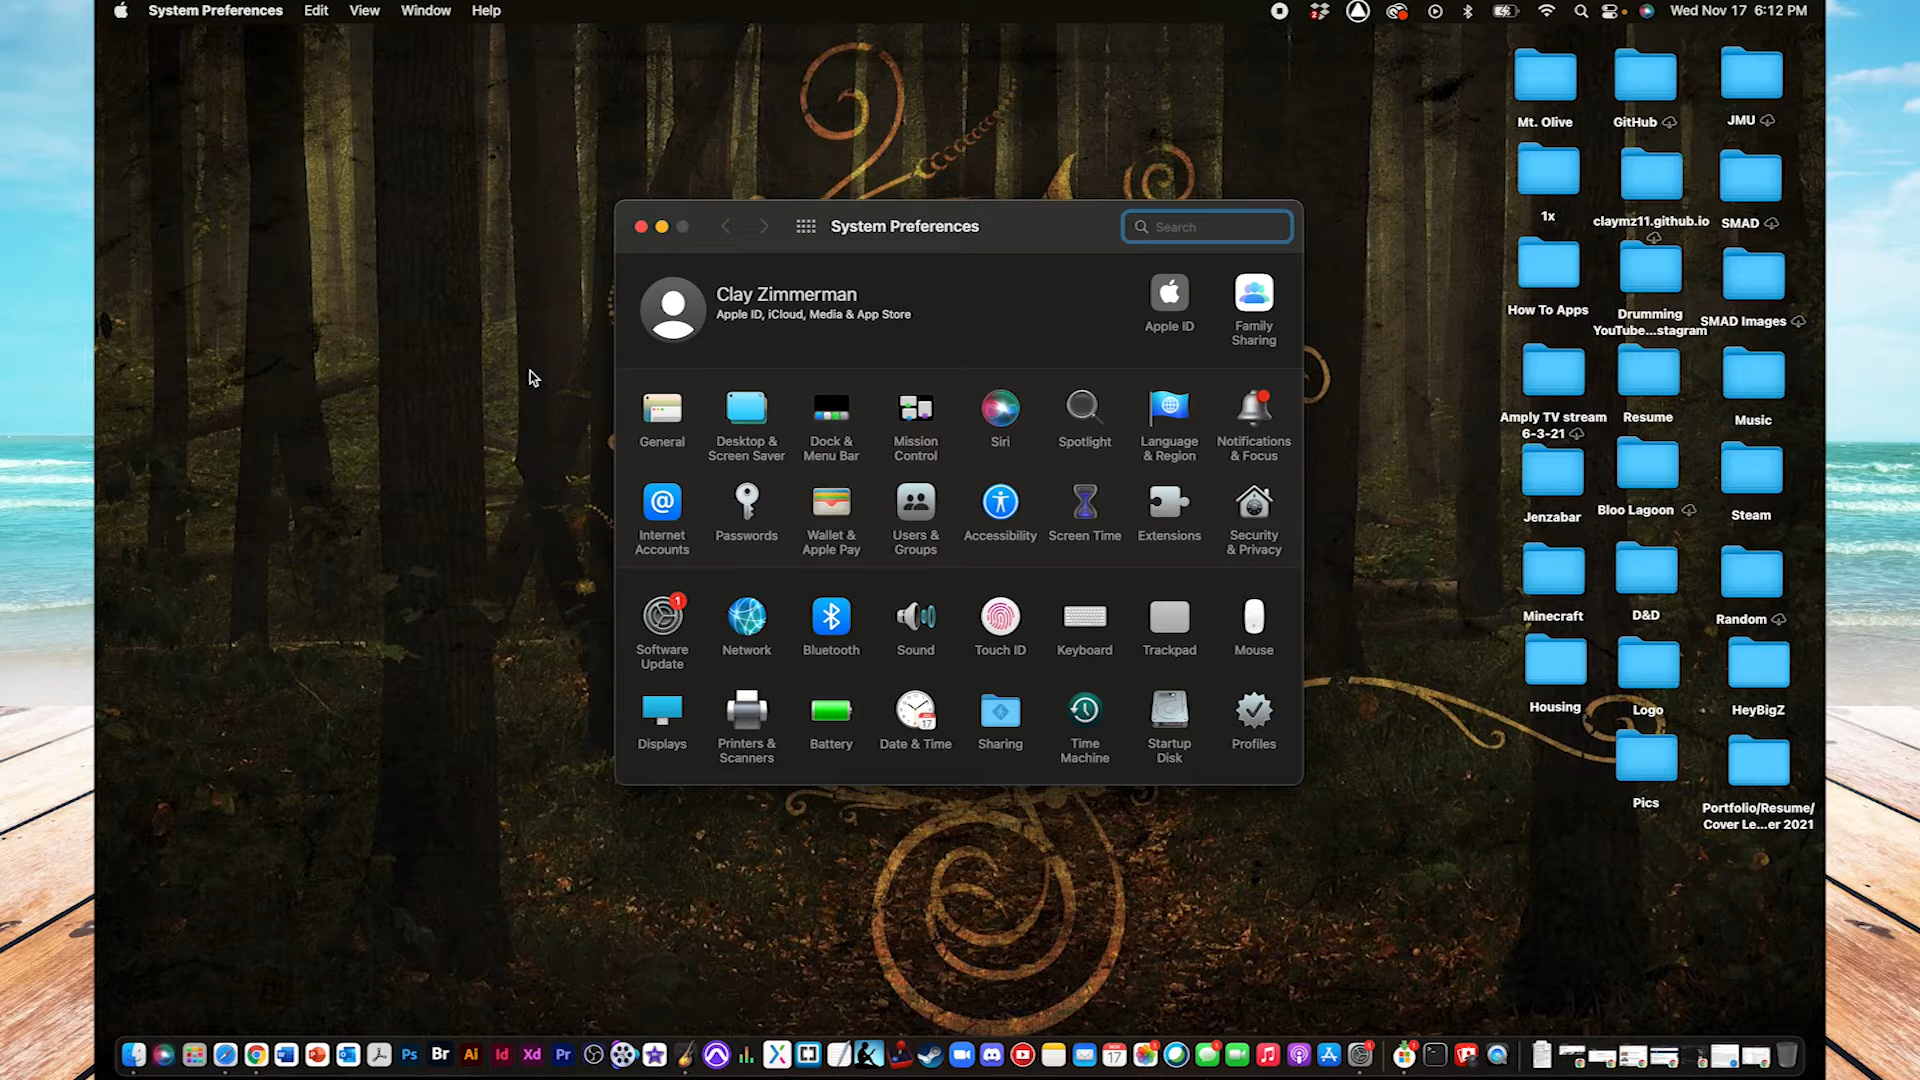 System Preferences Edit View Window Help
2
Wed Nov 17 6:12 PM
Mt. Olive
GitHub
JMU
1x
claymz11.github.io
SMAD
How To Apps
Drumming
YouTube...stagram
SMAD Images
Amply TV stream
6-3-21
Resume
Music
Jenzabar
Bloo Lagoon
Steam
Minecraft
D&D
Random
Housing
Logo
HeyBigZ
Pics
Portfolio/Resume/
Cover Le...er 2021
System Preferences
Search
Clay Zimmerman
Apple ID, iCloud, Media & App Store
Apple ID
Family
Sharing
General
Desktop &
Screen Saver
Dock &
Menu Bar
Mission
Control
Siri
Spotlight
Language
& Region
Notifications
& Focus
@
Internet
Accounts
Passwords
Wallet &
Apple Pay
Users &
Groups
Accessibility
Screen Time
Extensions
Security
& Privacy
1
Software
Update
Network
Bluetooth
Sound
Touch ID
Keyboard
Trackpad
Mouse
Displays
Printers &
Scanners
Battery
17
Date & Time
Sharing
Time
Machine
Startup
Disk
Profiles
Ps Br Ai Id Xd Pr
17